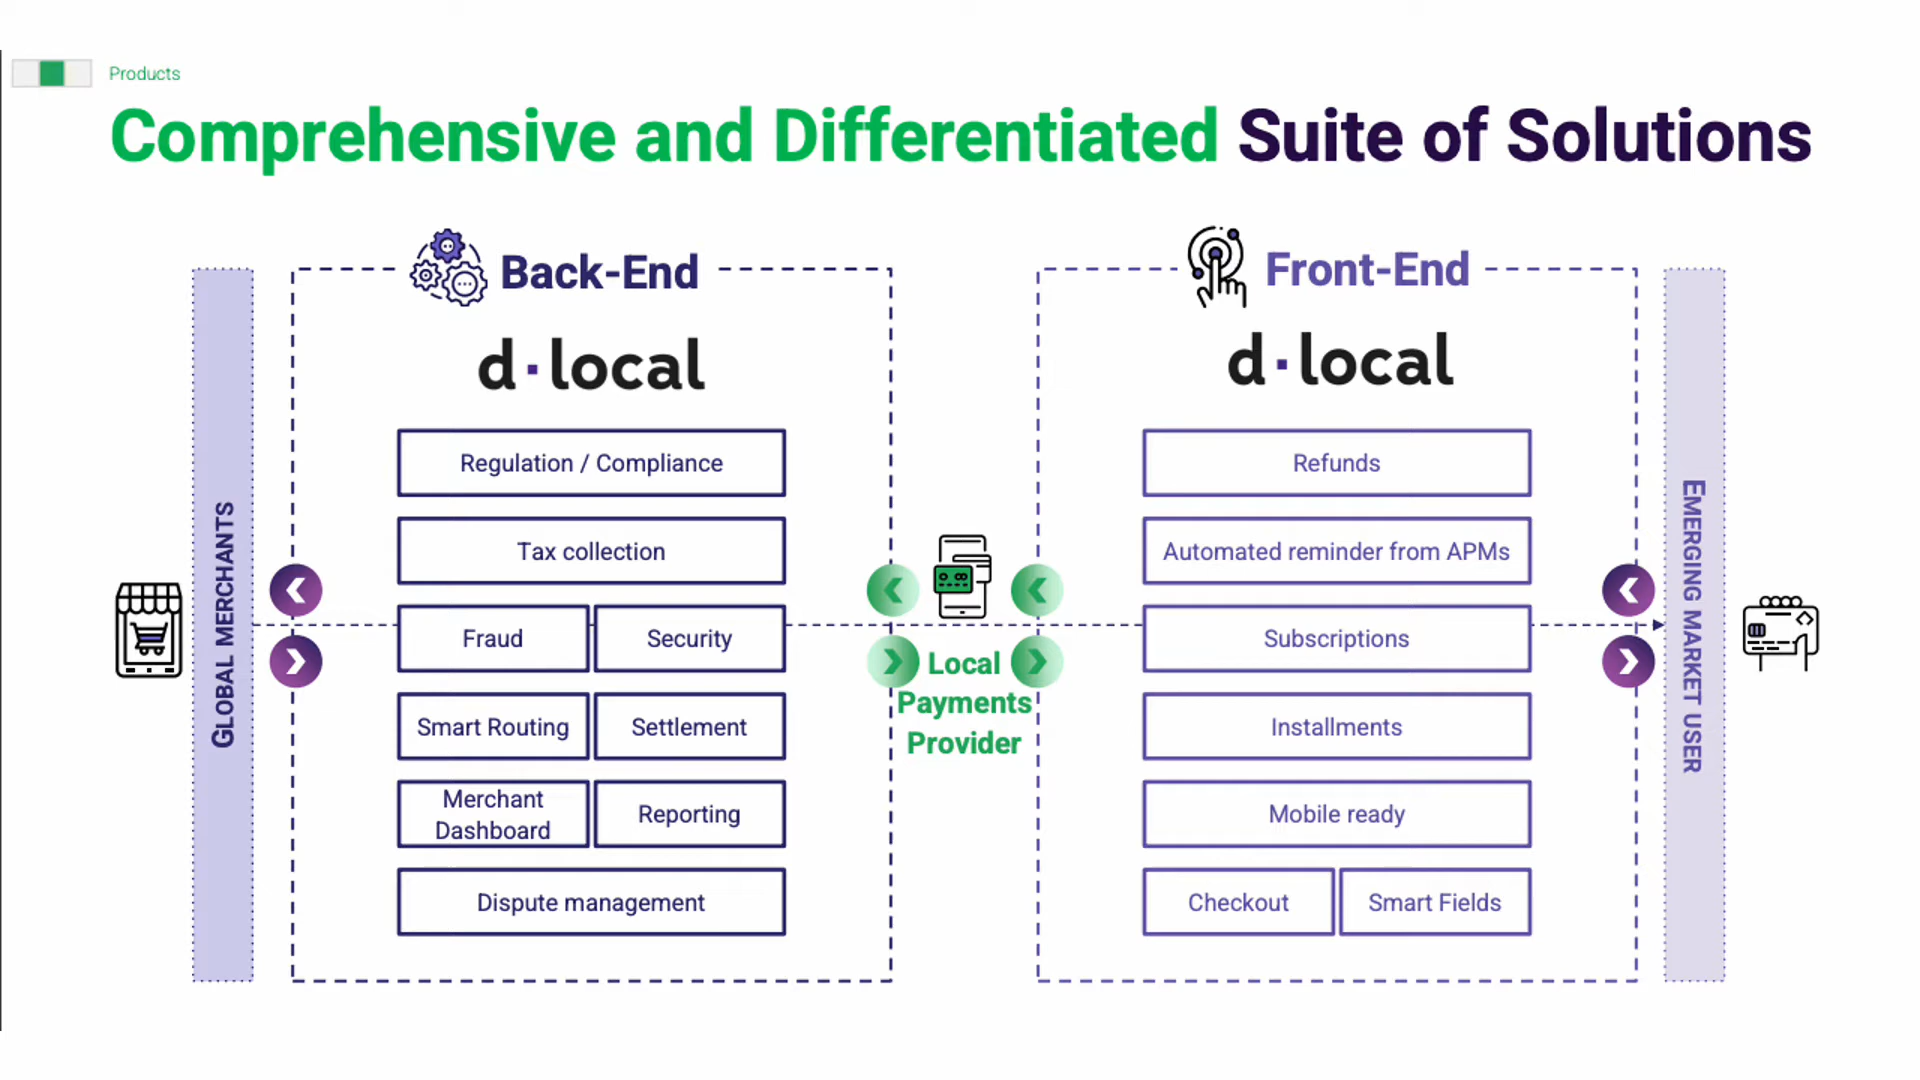 Products
Comprehensive and Differentiated Suite of Solutions
GLOBAL MERCHANTS
Back-End
d·local
Regulation / Compliance
Tax collection
Fraud
Security
Smart Routing
Settlement
Merchant
Dashboard
Reporting
Dispute management
Local
Payments
Provider
Front-End
d·local
Refunds
Automated reminder from APMs
Subscriptions
Installments
Mobile ready
Checkout
Smart Fields
EMERGING MARKET USER